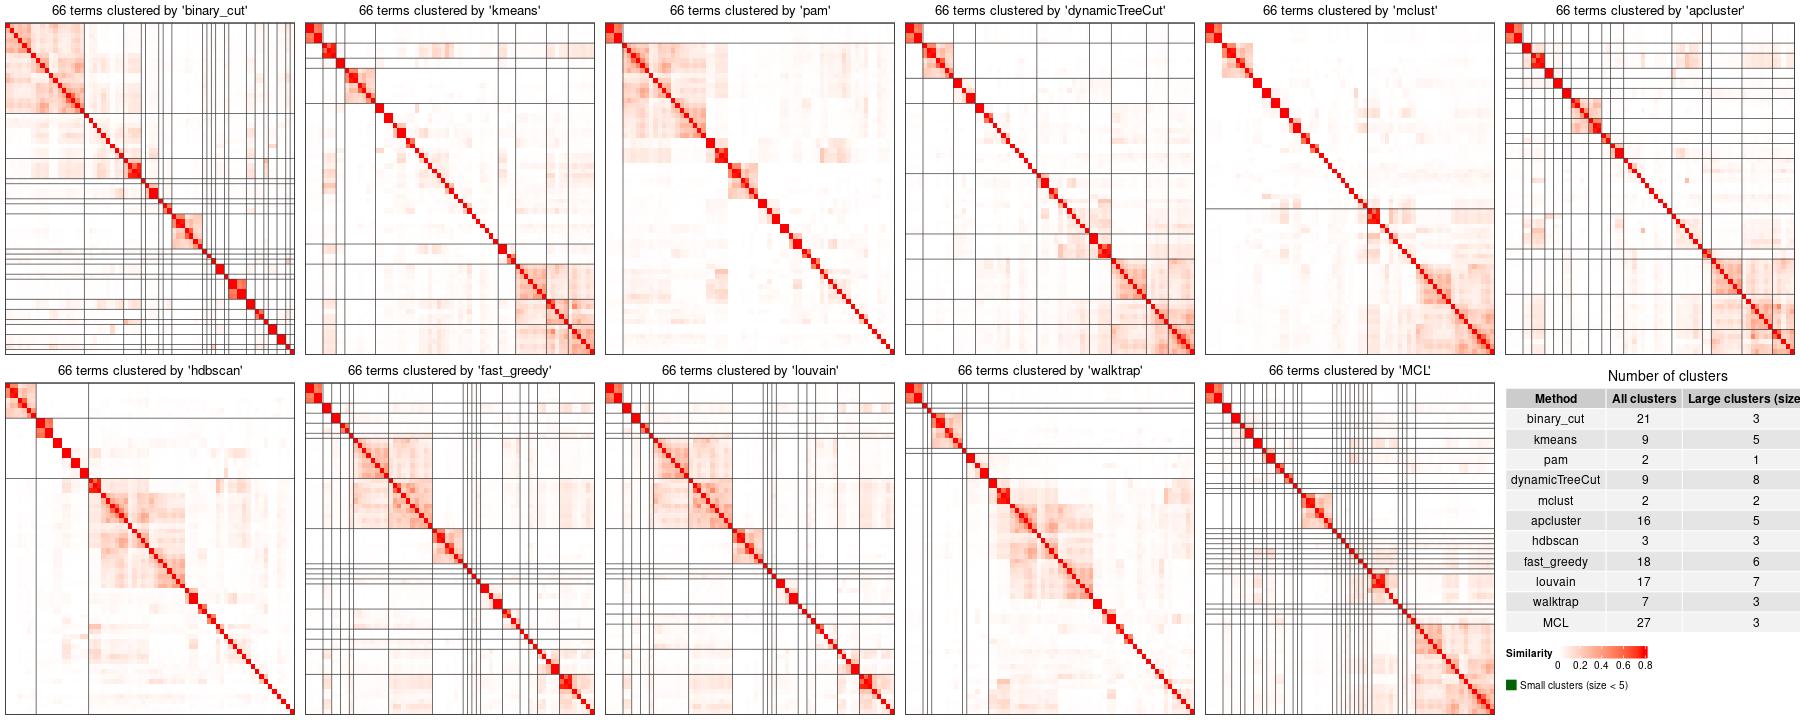 66 terms clustered by 'binary_cut'
66 terms clustered by 'kmeans'
66 terms clustered by 'pam'
66 terms clustered by 'dynamicTreeCut'
66 terms clustered by 'mclust'
66 terms clustered by 'apcluster'
66 terms clustered by 'hdbscan'
66 terms clustered by 'fast_greedy'
66 terms clustered by 'louvain'
66 terms clustered by 'walktrap'
66 terms clustered by 'MCL'
Number of clusters
Method All clusters Large clusters (size
binary_cut 21 3
kmeans 9 5
pam 2 1
dynamicTreeCut 9 8
mclust 2 2
apcluster 16 5
hdbscan 3 3
fast_greedy 18 6
louvain 17 7
walktrap 7 3
MCL 27 3
Similarity
0 0.2 0.4 0.6 0.8
Small clusters (size < 5)